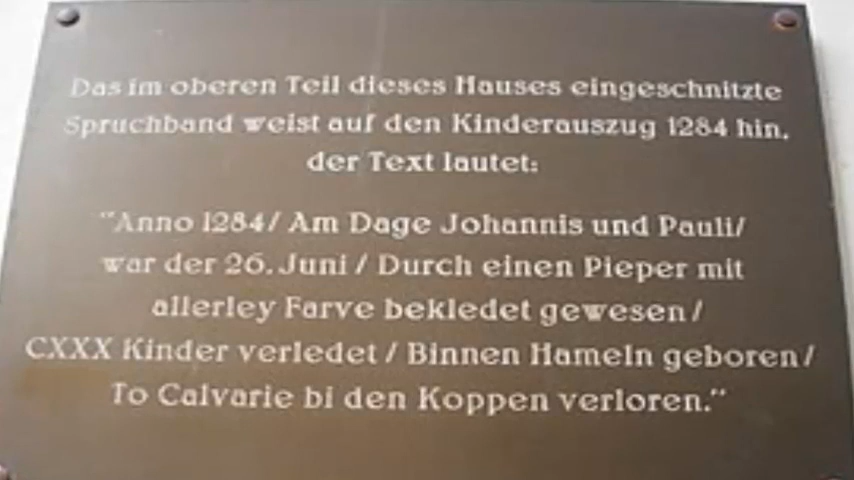 Das im oberen Teil dieses Hauses eingeschnitzte
Spruchband weist auf den Kinderauszug 1284 hin.
der Text lautet:
"Anno 1284/ Am Dage Johannis und Pauli/
war der 26. Juni / Durch einen Pieper mit
allerley Farve bekledet gewesen /
CXXX Kinder verledet / Binnen Hameln geboren /
To Calvarie bi den Koppen verloren."